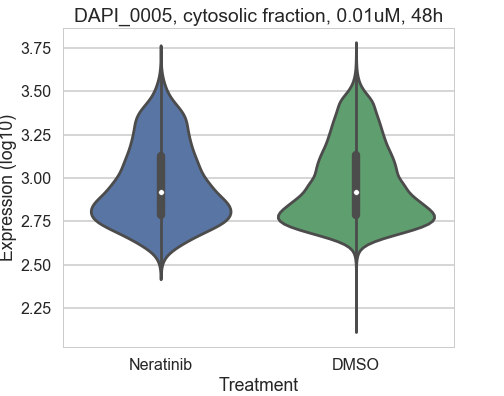 DAPI_0005, cytosolic fraction, 0.01uM, 48h
Expression (log10)
3.75
3.50
3.25
3.00
2.75
2.50
2.25
Neratinib DMSO
Treatment